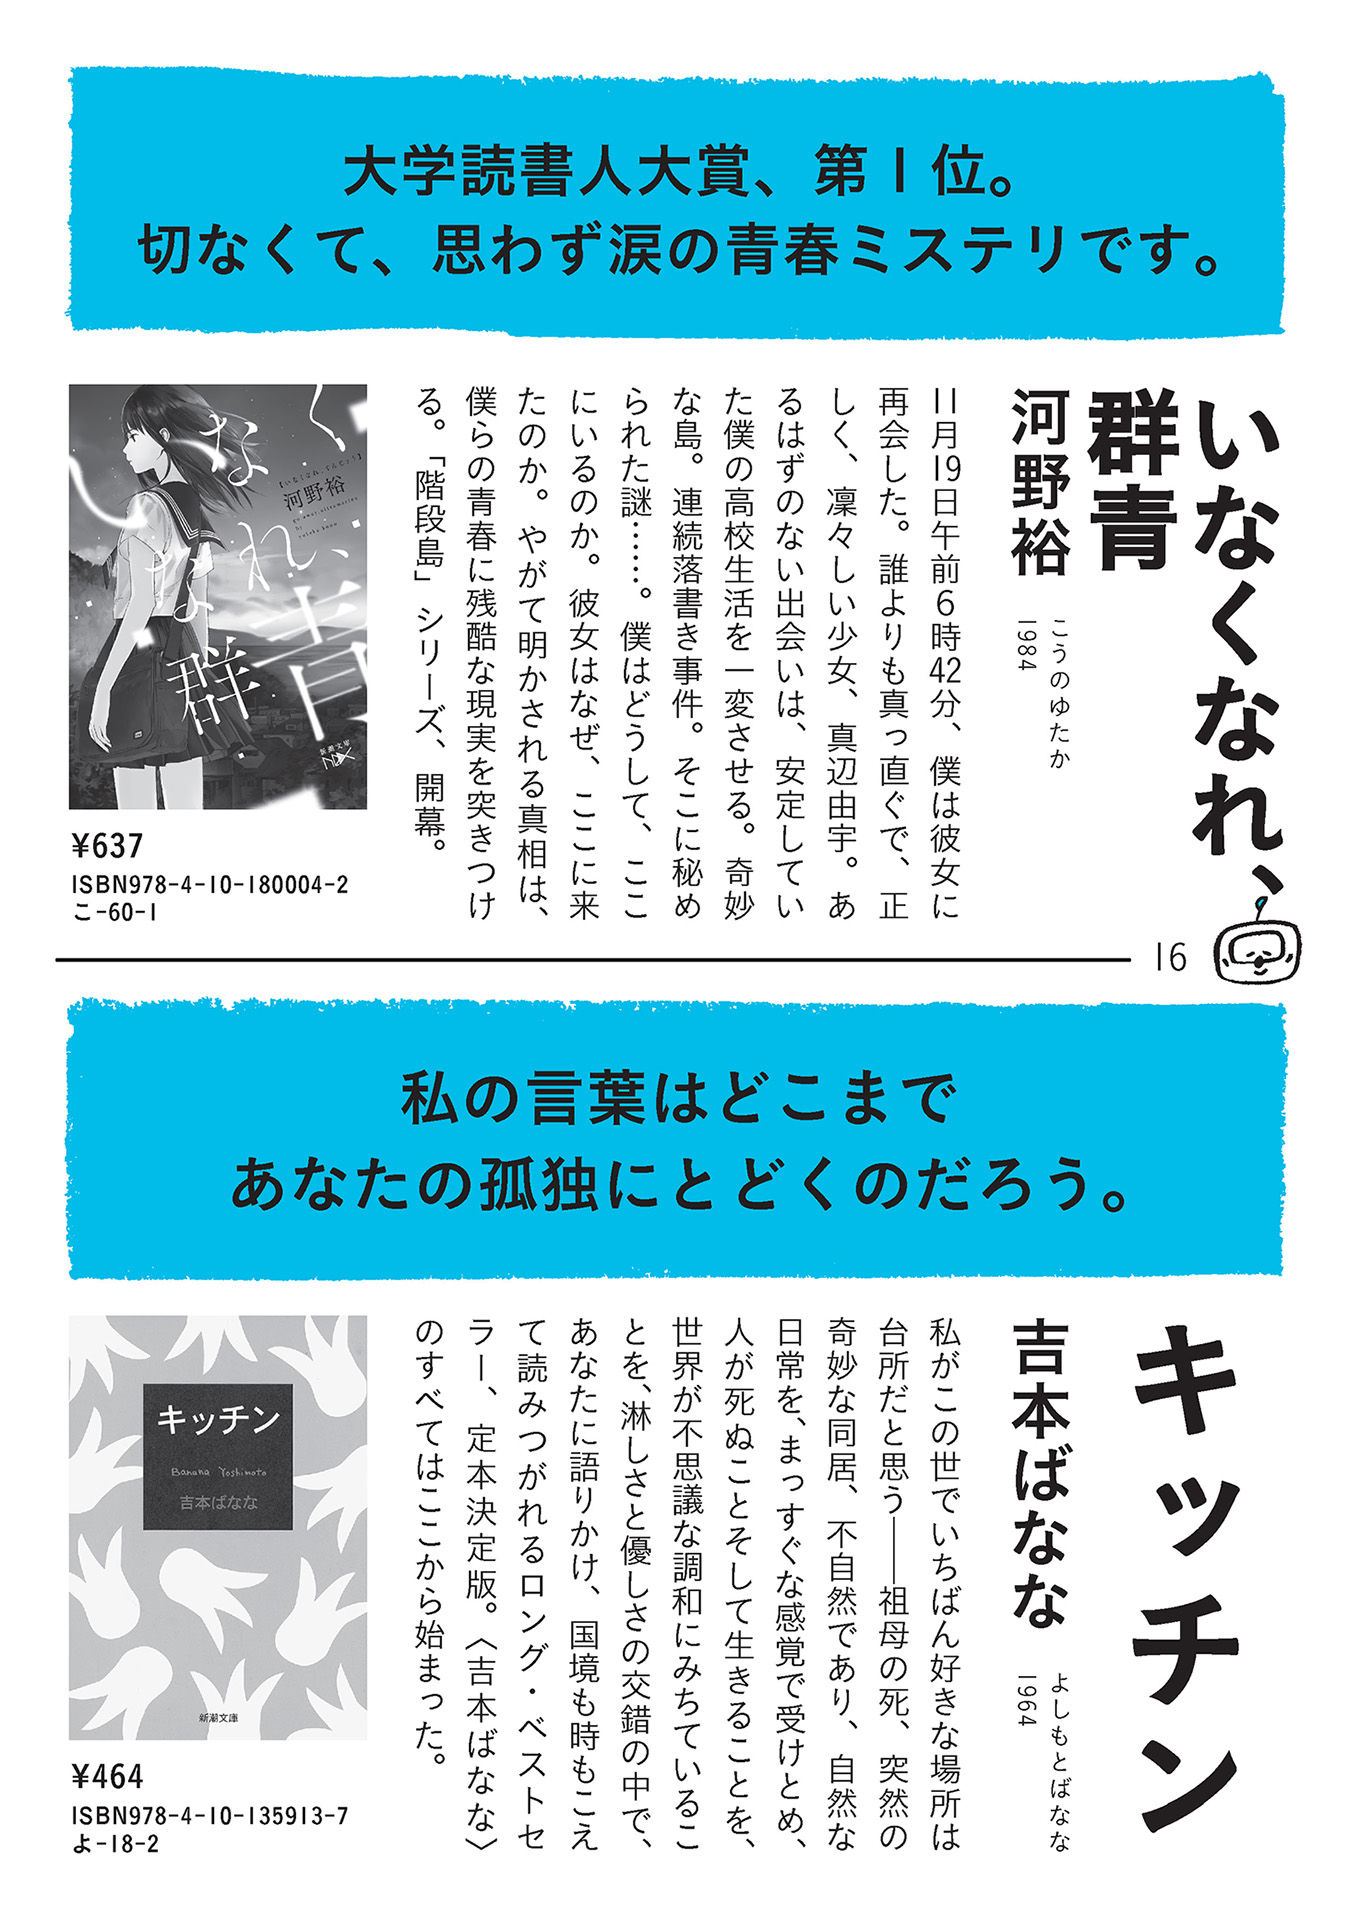 大学読書人大賞、第1位。
切なくて、思わず涙の青春ミステリです。
いなくなれ、
群青
河野裕
こうのゆたか
1984
11月19日午前6時42分、僕は彼女に
再会した。誰よりも真っ直ぐで、正
しく、凜々しい少女、真辺由宇。あ
るはずのない出会いは、安定してい
た僕の高校生活を一変させる。奇妙
な島。連続落書き事件。そこに秘め
られた謎……。僕はどうして、ここ
にいるのか。彼女はなぜ、ここに来
たのか。やがて明かされる真相は、
僕らの青春に残酷な現実を突きつけ
る。「階段島」シリーズ、開幕。
いなくなれ、群青
【いなくなれ、ぐんじょう】
河野裕
go away, ultramarine
by
yutaka kono
新潮文庫
nex
¥637
ISBN978-4-10-180004-2
こ-60-1
16
私の言葉はどこまで
あなたの孤独にとどくのだろう。
キッチン
吉本ばなな
よしもとばなな
1964
私がこの世でいちばん好きな場所は
台所だと思う――祖母の死、突然の
奇妙な同居、不自然であり、自然な
日常を、まっすぐな感覚で受けとめ、
人が死ぬことそして生きることを、
世界が不思議な調和にみちているこ
とを、淋しさと優しさの交錯の中で、
あなたに語りかけ、国境も時もこえ
て読みつがれるロング・ベストセ
ラー、定本決定版。〈吉本ばなな〉
のすべてはここから始まった。
キッチン
Banana Yoshimoto
吉本ばなな
新潮文庫
¥464
ISBN978-4-10-135913-7
よ-18-2